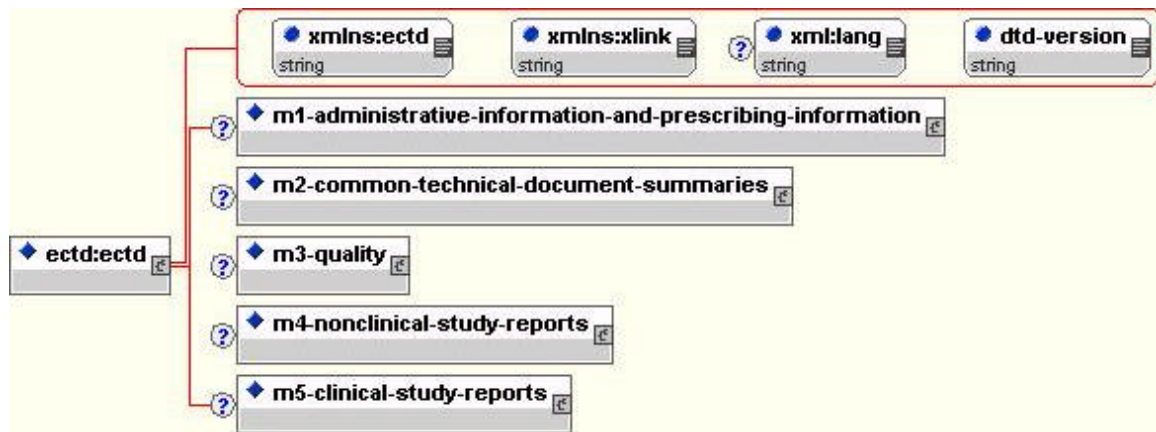 xmlns:ectd xmlns:xlink ? xml:lang dtd-version
string string string string
? m1-administrative-information-and-prescribing-information
? m2-common-technical-document-summaries
ectd:ectd
? m3-quality
? m4-nonclinical-study-reports
? m5-clinical-study-reports